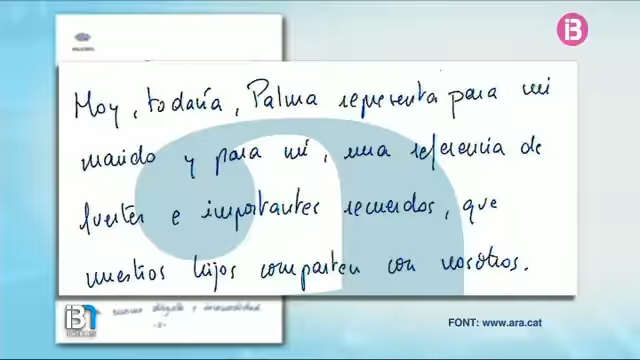 Hoy, todavía, Palma representa para mi
marido y para mí, una referencia de
fuertes e importantes recuerdos, que
nuestros hijos comparten con nosotros.
FONT: www.ara.cat